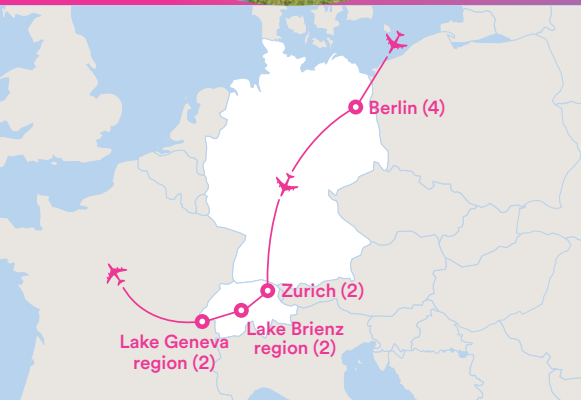 Berlin (4)
Zurich (2)
Lake Brienz
region (2)
Lake Geneva
region (2)